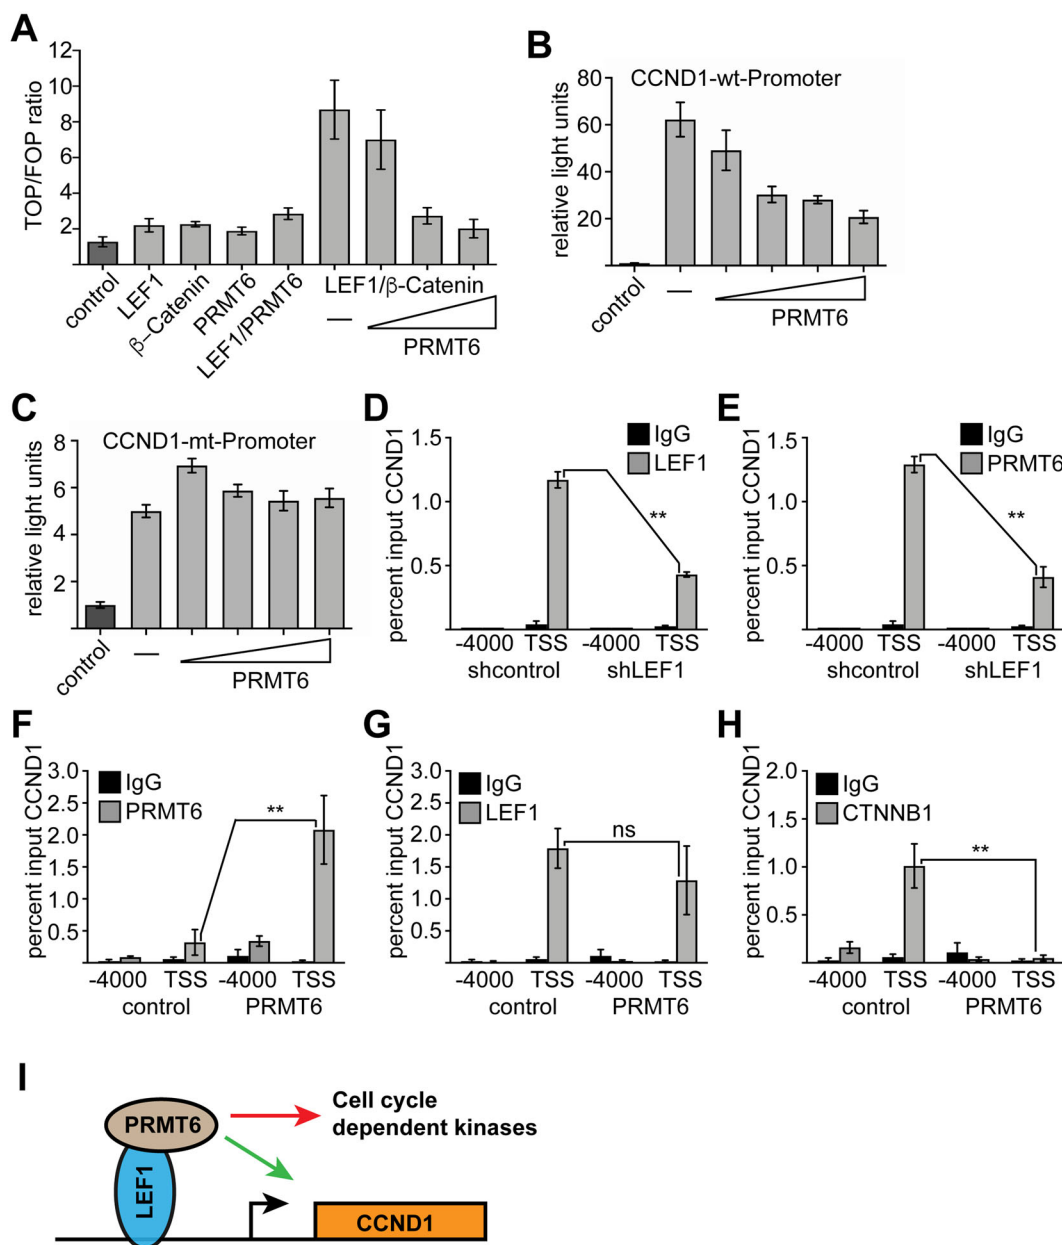 A
TOP/FOP ratio
12
10
8
6
4
2
control
LEF1
β-Catenin
PRMT6
LEF1/PRMT6
LEF1/β-Catenin
—
PRMT6
B
CCND1-wt-Promoter
relative light units
80
60
40
20
control
—
PRMT6
C
CCND1-mt-Promoter
relative light units
8
6
4
2
control
—
PRMT6
D
percent input CCND1
1.5
1.0
0.5
IgG
LEF1
**
-4000 TSS -4000 TSS
shcontrol shLEF1
E
percent input CCND1
1.5
1.0
0.5
IgG
PRMT6
**
-4000 TSS -4000 TSS
shcontrol shLEF1
F
percent input CCND1
3.0
2.5
2.0
1.5
1.0
0.5
IgG
PRMT6
**
-4000 TSS -4000 TSS
control PRMT6
G
percent input CCND1
3.0
2.5
2.0
1.5
1.0
0.5
IgG
LEF1
ns
-4000 TSS -4000 TSS
control PRMT6
H
percent input CCND1
2.0
1.0
0.5
IgG
CTNNB1
**
-4000 TSS -4000 TSS
control PRMT6
I
PRMT6
LEF1
Cell cycle
dependent kinases
CCND1